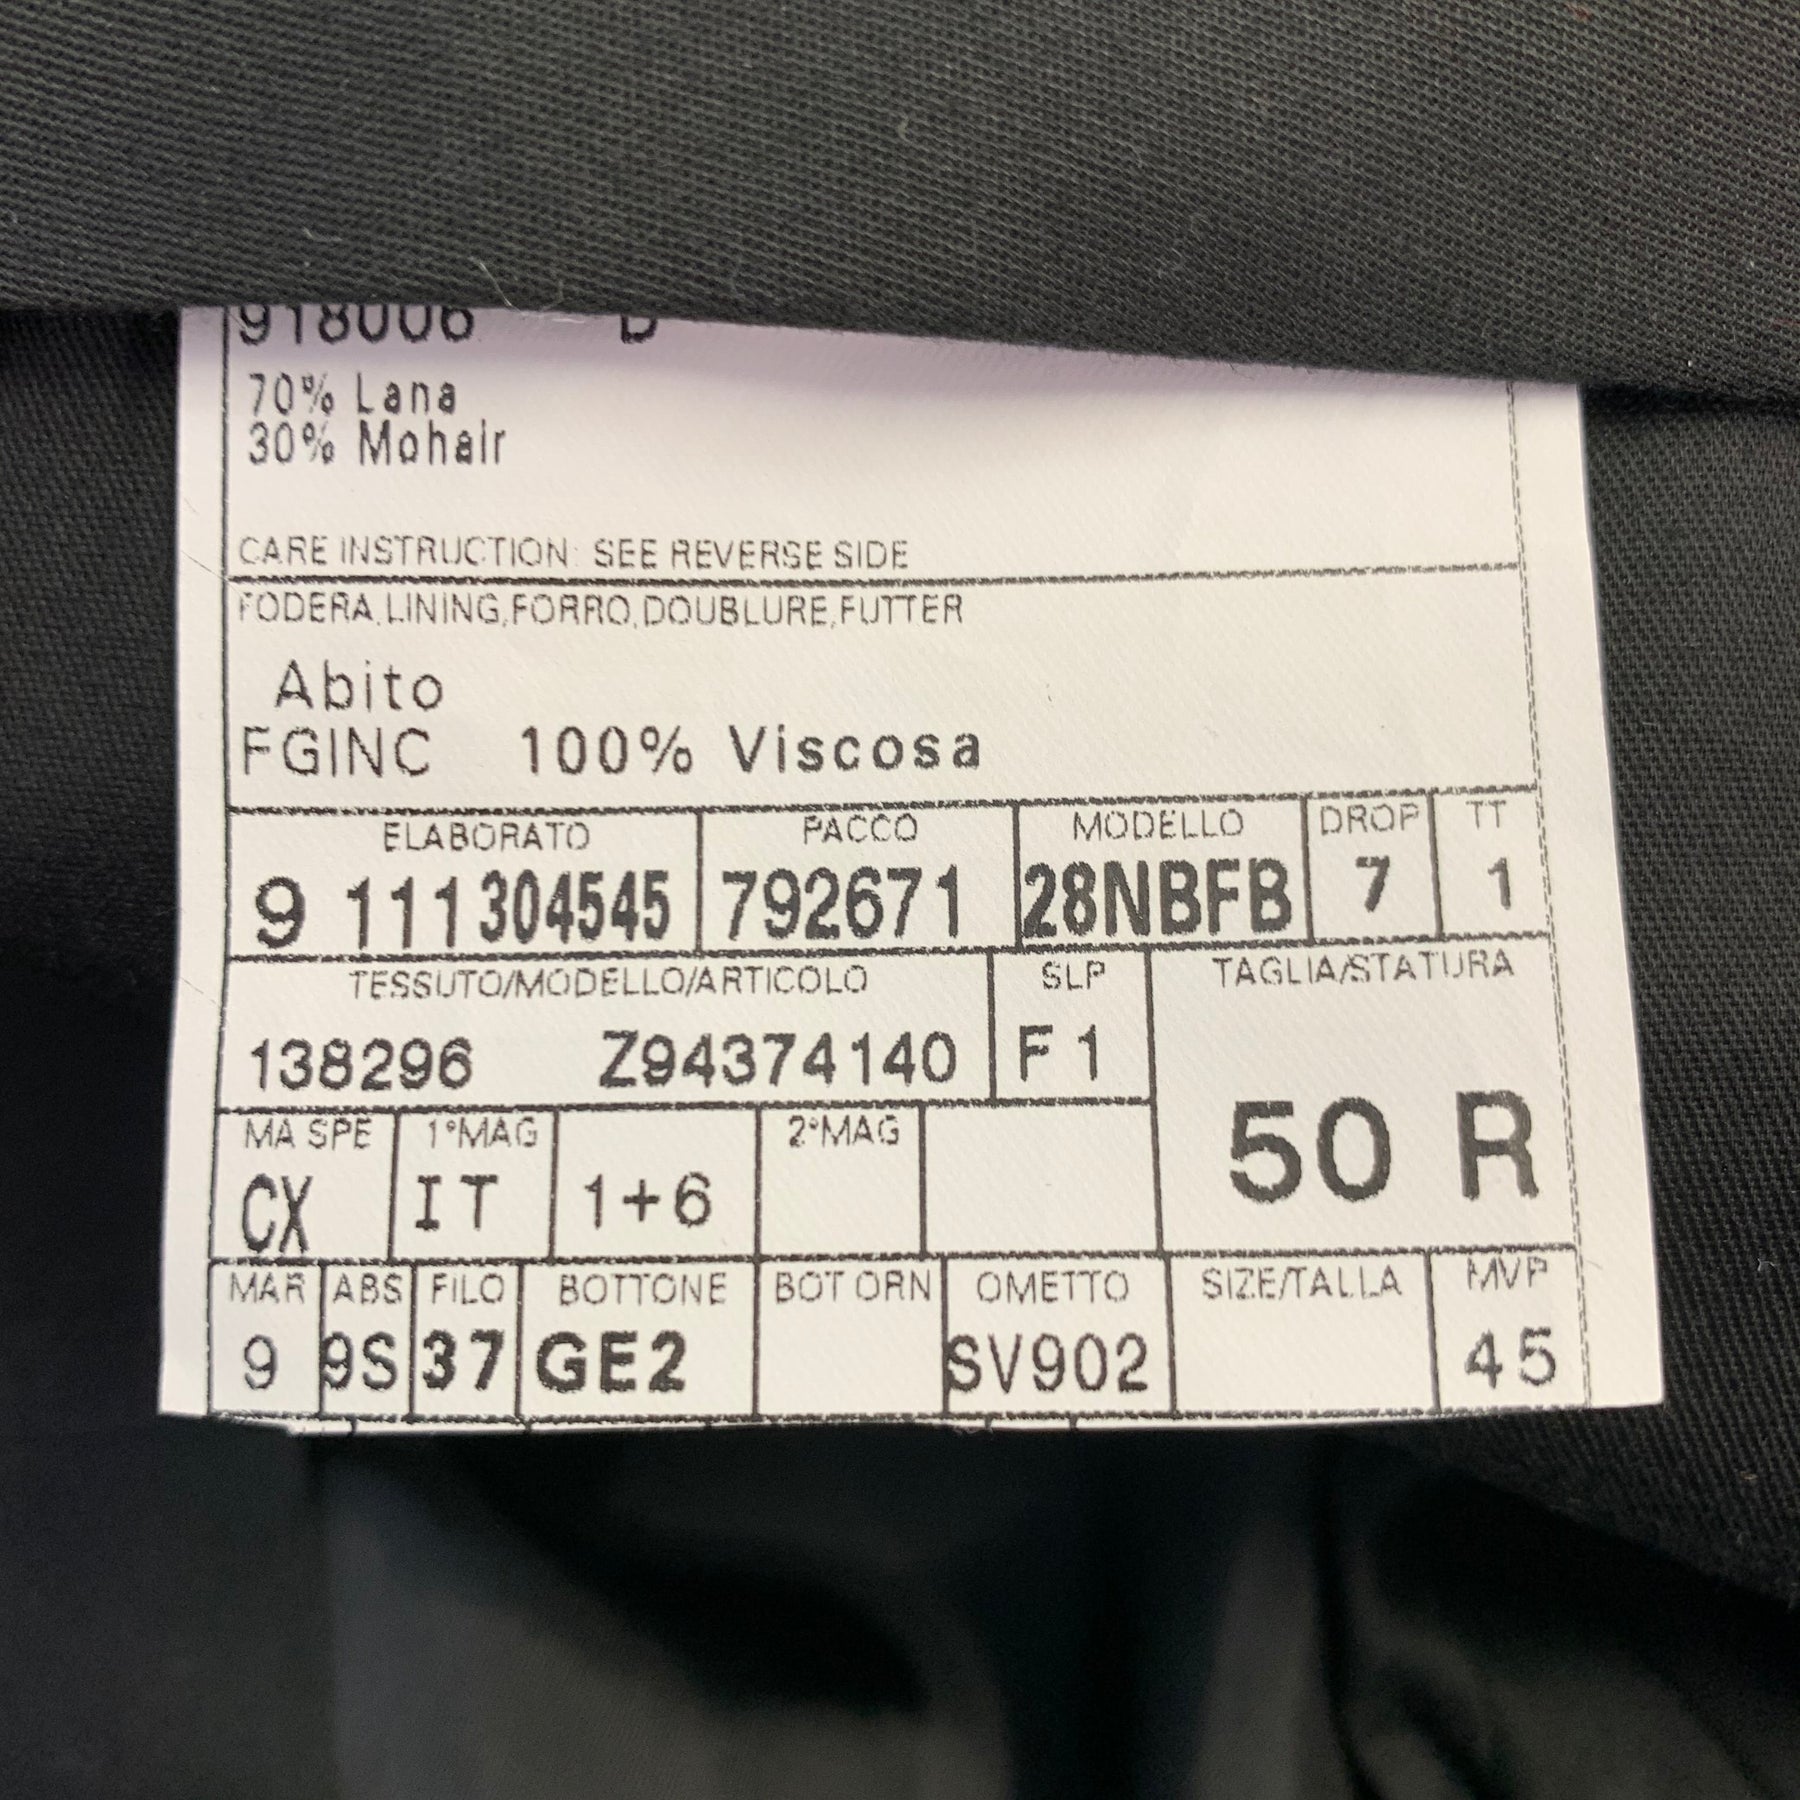 918006 D
70% Lana
30% Mohair
CARE INSTRUCTION: SEE REVERSE SIDE
FODERA,LINING,FORRO,DOUBLURE,FUTTER
Abito
FGINC 100% Viscosa
ELABORATO PACCO MODELLO DROP TT
9 111304545 792671 28NBFB 7 1
TESSUTO/MODELLO/ARTICOLO SLP TAGLIA/STATURA
138296 Z94374140 F1
50 R
MA SPE 1°MAG 2°MAG
CX IT 1+6
MAR ABS FILO BOTTONE BOT ORN OMETTO SIZE/TALLA MVP
9 9S 37 GE2 SV902 45